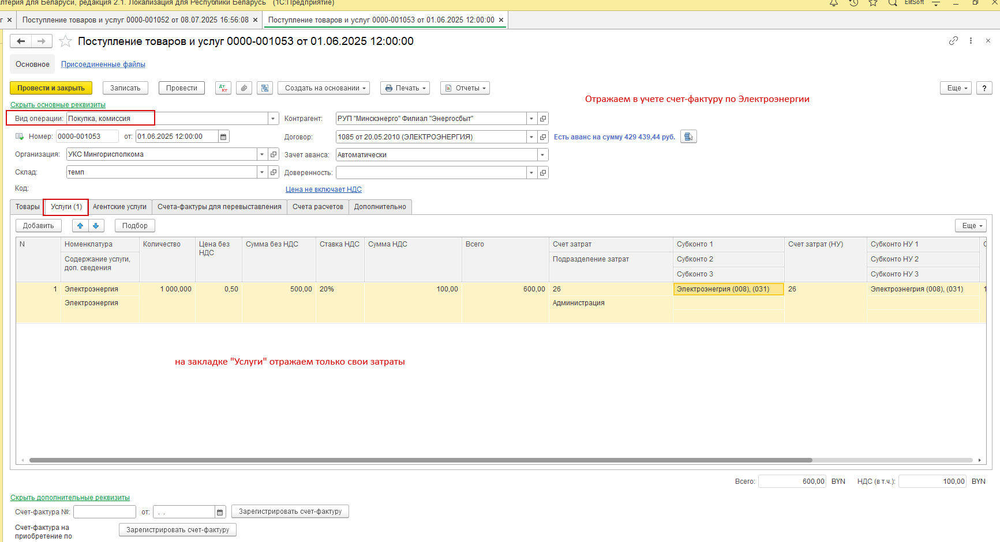 лтерия для Беларуси, редакция 2.1. Локализация для Республики Беларусь (1С:Предприятие) ElitSoft
г × Поступление товаров и услуг 0000-001052 от 08.07.2025 16:56:08 × Поступление товаров и услуг 0000-001053 от 01.06.2025 12:00:00 ×
Поступление товаров и услуг 0000-001053 от 01.06.2025 12:00:00
Основное Присоединенные файлы
Провести и закрыть Записать Провести Дт Кт Создать на основании Печать Отчеты Еще ?
Отражаем в учете счет-фактуру по Электроэнергии
Скрыть основные реквизиты
Вид операции: Покупка, комиссия Контрагент: РУП "Минскэнерго" Филиал "Энергосбыт"
Номер: 0000-001053 от: 01.06.2025 12:00:00 Договор: 1085 от 20.05.2010 (ЭЛЕКТРОЭНЕРГИЯ) Есть аванс на сумму 429 439,44 руб.
Организация: УКС Мингорисполкома Зачет аванса: Автоматически
Склад: темп Доверенность:
Код: Цена не включает НДС
Товары Услуги (1) Агентские услуги Счета-фактуры для перевыставления Счета расчетов Дополнительно
Добавить Подбор Еще
N Номенклатура Количество Цена без НДС Сумма без НДС Ставка НДС Сумма НДС Всего Счет затрат Субконто 1 Счет затрат (НУ) Субконто НУ 1 С
Содержание услуги, доп. сведения Подразделение затрат Субконто 2 Субконто НУ 2
Субконто 3 Субконто НУ 3
1 Электроэнергия 1 000,000 0,50 500,00 20% 100,00 600,00 26 Электроэнегрия (008), (031) 26 Электроэнегрия (008), (031) 1
Электроэнергия Администрация
на закладке "Услуги" отражаем только свои затраты
Всего: 600,00 BYN НДС (в т.ч.): 100,00 BYN
Скрыть дополнительные реквизиты
Счет-фактура №: от: . . Зарегистрировать счет-фактуру
Счет-фактура на Зарегистрировать счет-фактуру
приобретение по